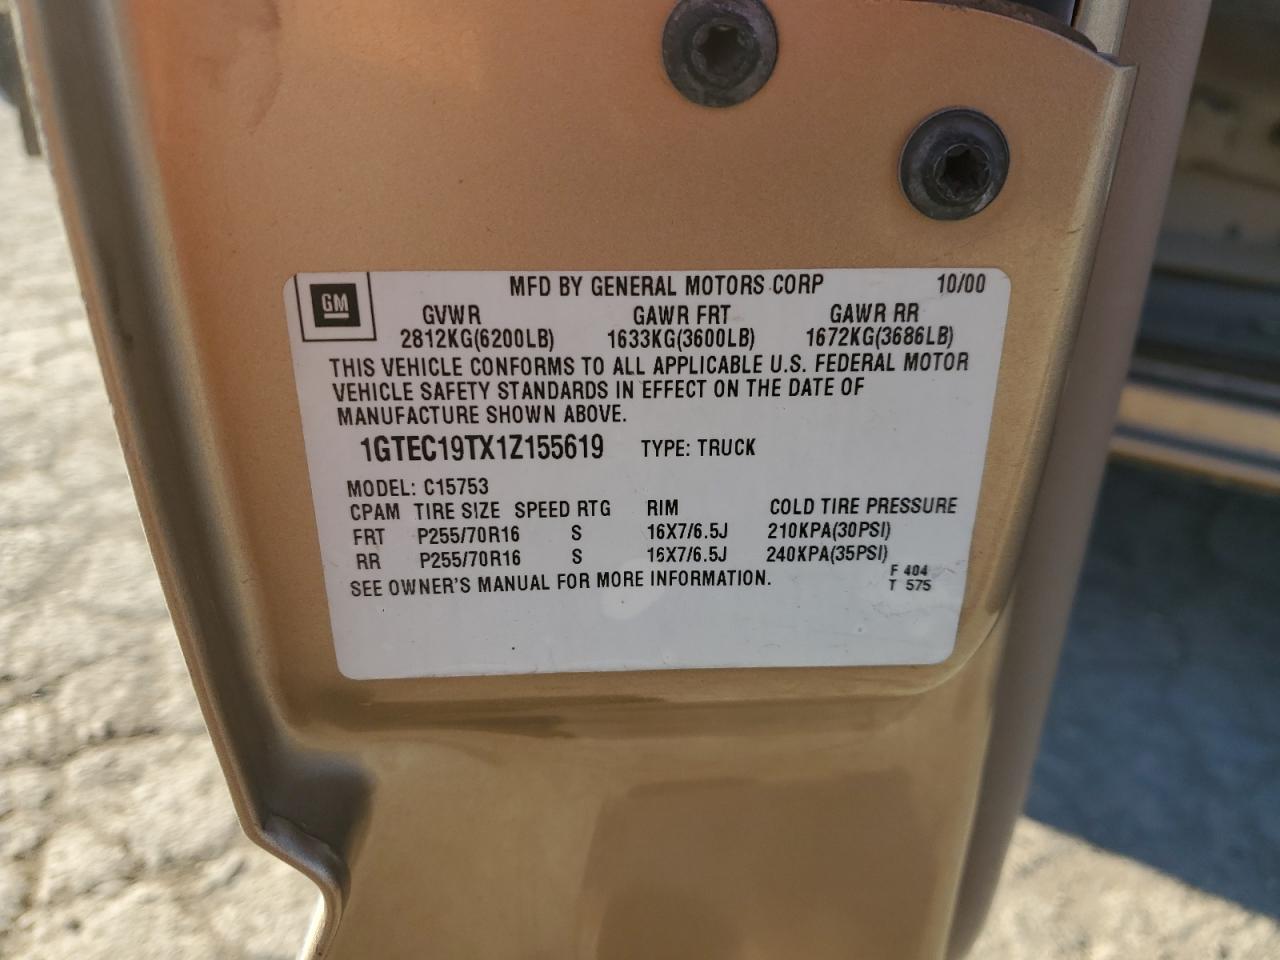 GM
MFD BY GENERAL MOTORS CORP 10/00
GVWR GAWR FRT GAWR RR
2812KG(6200LB) 1633KG(3600LB) 1672KG(3686LB)
THIS VEHICLE CONFORMS TO ALL APPLICABLE U.S. FEDERAL MOTOR
VEHICLE SAFETY STANDARDS IN EFFECT ON THE DATE OF
MANUFACTURE SHOWN ABOVE.
1GTEC19TX1Z155619 TYPE: TRUCK
MODEL: C15753
CPAM TIRE SIZE SPEED RTG RIM COLD TIRE PRESSURE
FRT P255/70R16 S 16X7/6.5J 210KPA(30PSI)
RR P255/70R16 S 16X7/6.5J 240KPA(35PSI)
SEE OWNER'S MANUAL FOR MORE INFORMATION.
F 404
T 575